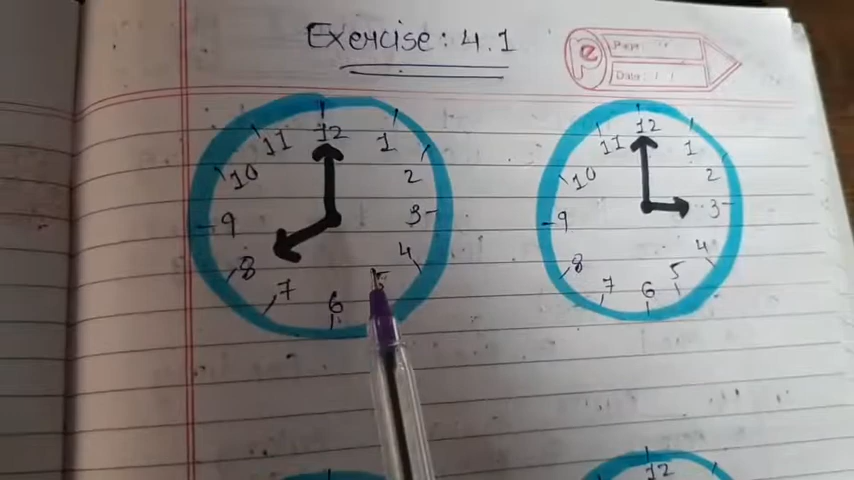 Exercise: 4.1
e
Date: / /
11 12 1
10 2
9 3
8 4
7 6 5
11 12 1
10 2
9 3
8 4
7 6 5
12